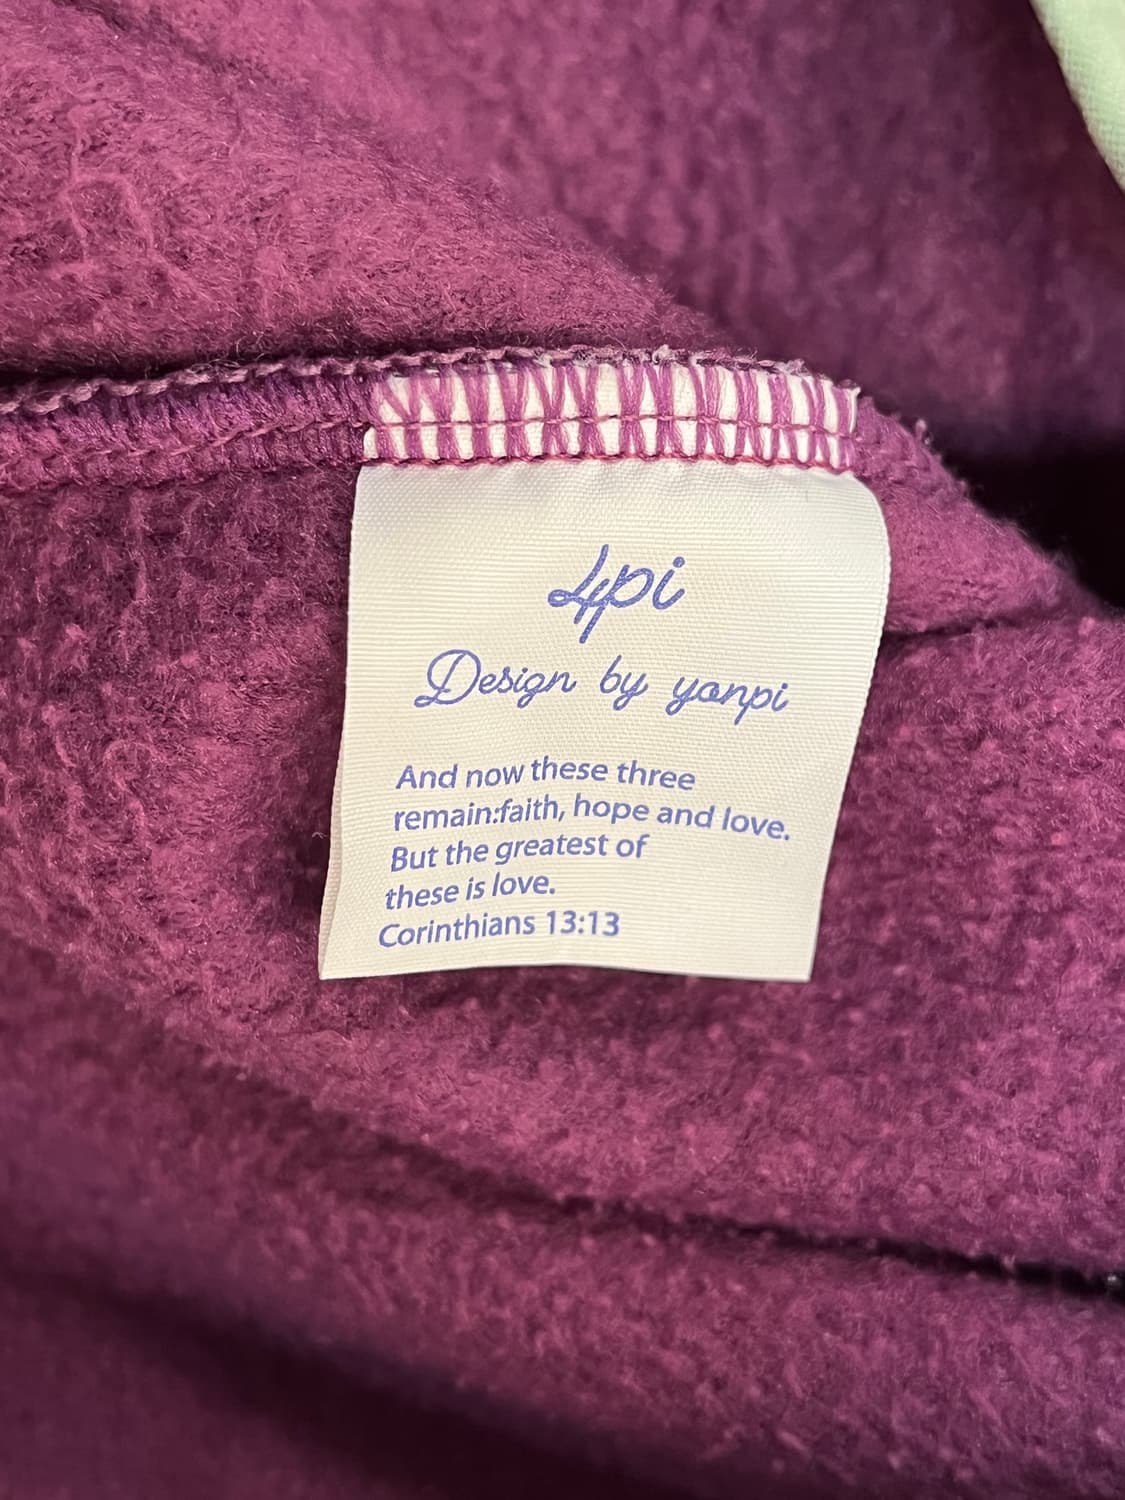 4pi
Design by yanpi
And now these three
remain:faith, hope and love.
But the greatest of
these is love.
Corinthians 13:13